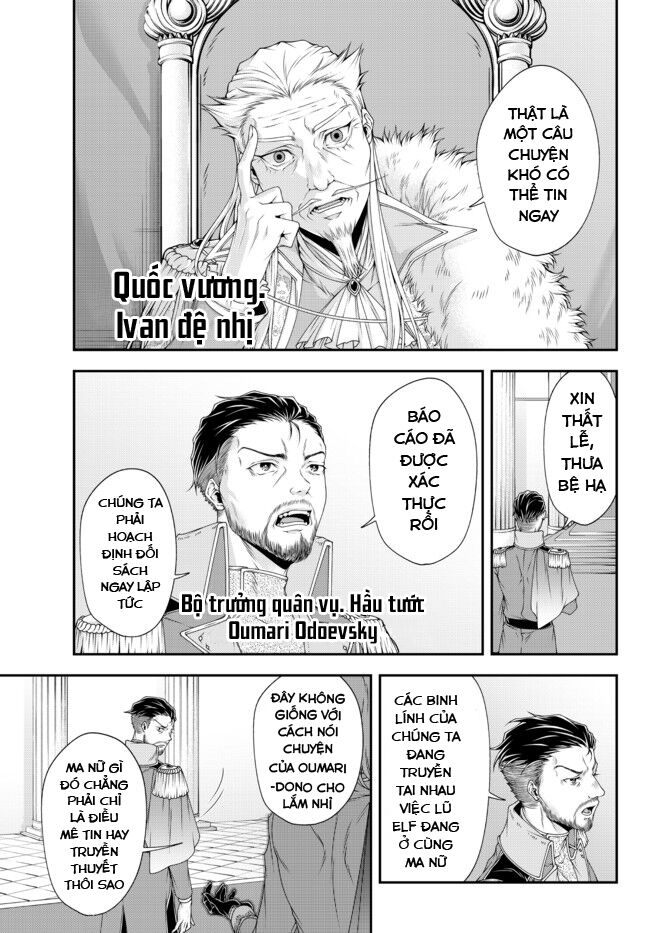 THẬT LÀ
MỘT CÂU
CHUYỆN
KHÓ CÓ
THỂ TIN
NGAY
Quốc vương.
Ivan đệ nhị
XIN
THẤT
LỄ,
THƯA
BỆ HẠ
BÁO
CÁO ĐÃ
ĐƯỢC
XÁC
THỰC
RỒI
CHÚNG TA
PHẢI
HOẠCH
ĐỊNH ĐỐI
SÁCH
NGAY LẬP
TỨC
Bộ trưởng quân vụ. Hầu tước
Oumari Odoevsky
CÁC BINH
LÍNH CỦA
CHÚNG TA
ĐANG
TRUYỀN
TAI NHAU
VIỆC LŨ
ELF ĐANG
Ở CÙNG
MA NỮ
ĐÂY KHÔNG
GIỐNG VỚI
CÁCH NÓI
CHUYỆN
CỦA OUMARI
-DONO CHO
LẮM NHỈ
MA NỮ GÌ
ĐÓ CHẲNG
PHẢI CHỈ
LÀ ĐIỀU
MÊ TIN HAY
TRUYỀN
THUYẾT
THÔI SAO